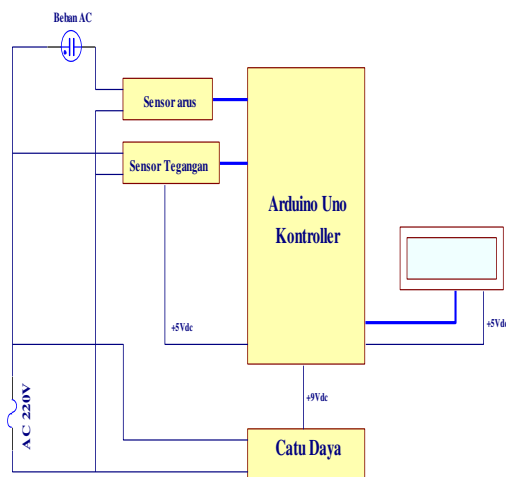 Beban AC
Sensor arus
Sensor Tegangan
Arduino Uno
Kontroller
+5Vdc
+5Vdc
+9Vdc
AC 220V
Catu Daya